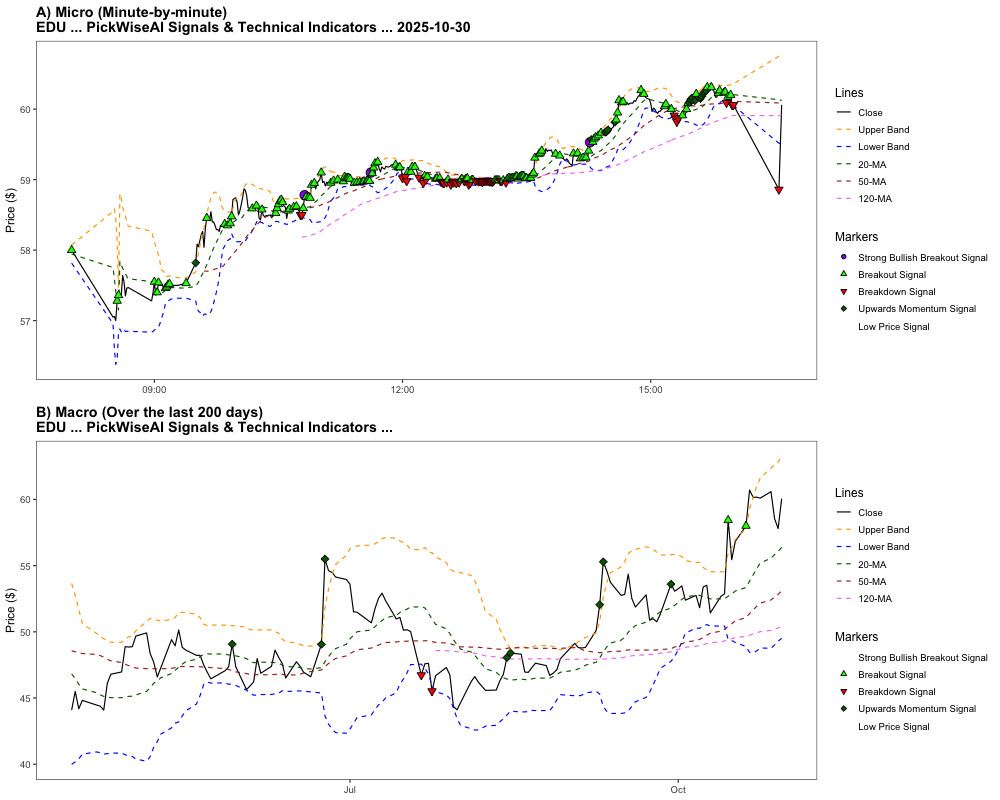 A) Micro (Minute-by-minute)
EDU ... PickWiseAI Signals & Technical Indicators ... 2025-10-30
Price ($)
60
59
58
57
09:00
12:00
15:00
Lines
Close
Upper Band
Lower Band
20-MA
50-MA
120-MA
Markers
Strong Bullish Breakout Signal
Breakout Signal
Breakdown Signal
Upwards Momentum Signal
Low Price Signal
B) Macro (Over the last 200 days)
EDU ... PickWiseAI Signals & Technical Indicators ...
Price ($)
60
55
50
45
40
Jul
Oct
Lines
Close
Upper Band
Lower Band
20-MA
50-MA
120-MA
Markers
Strong Bullish Breakout Signal
Breakout Signal
Breakdown Signal
Upwards Momentum Signal
Low Price Signal